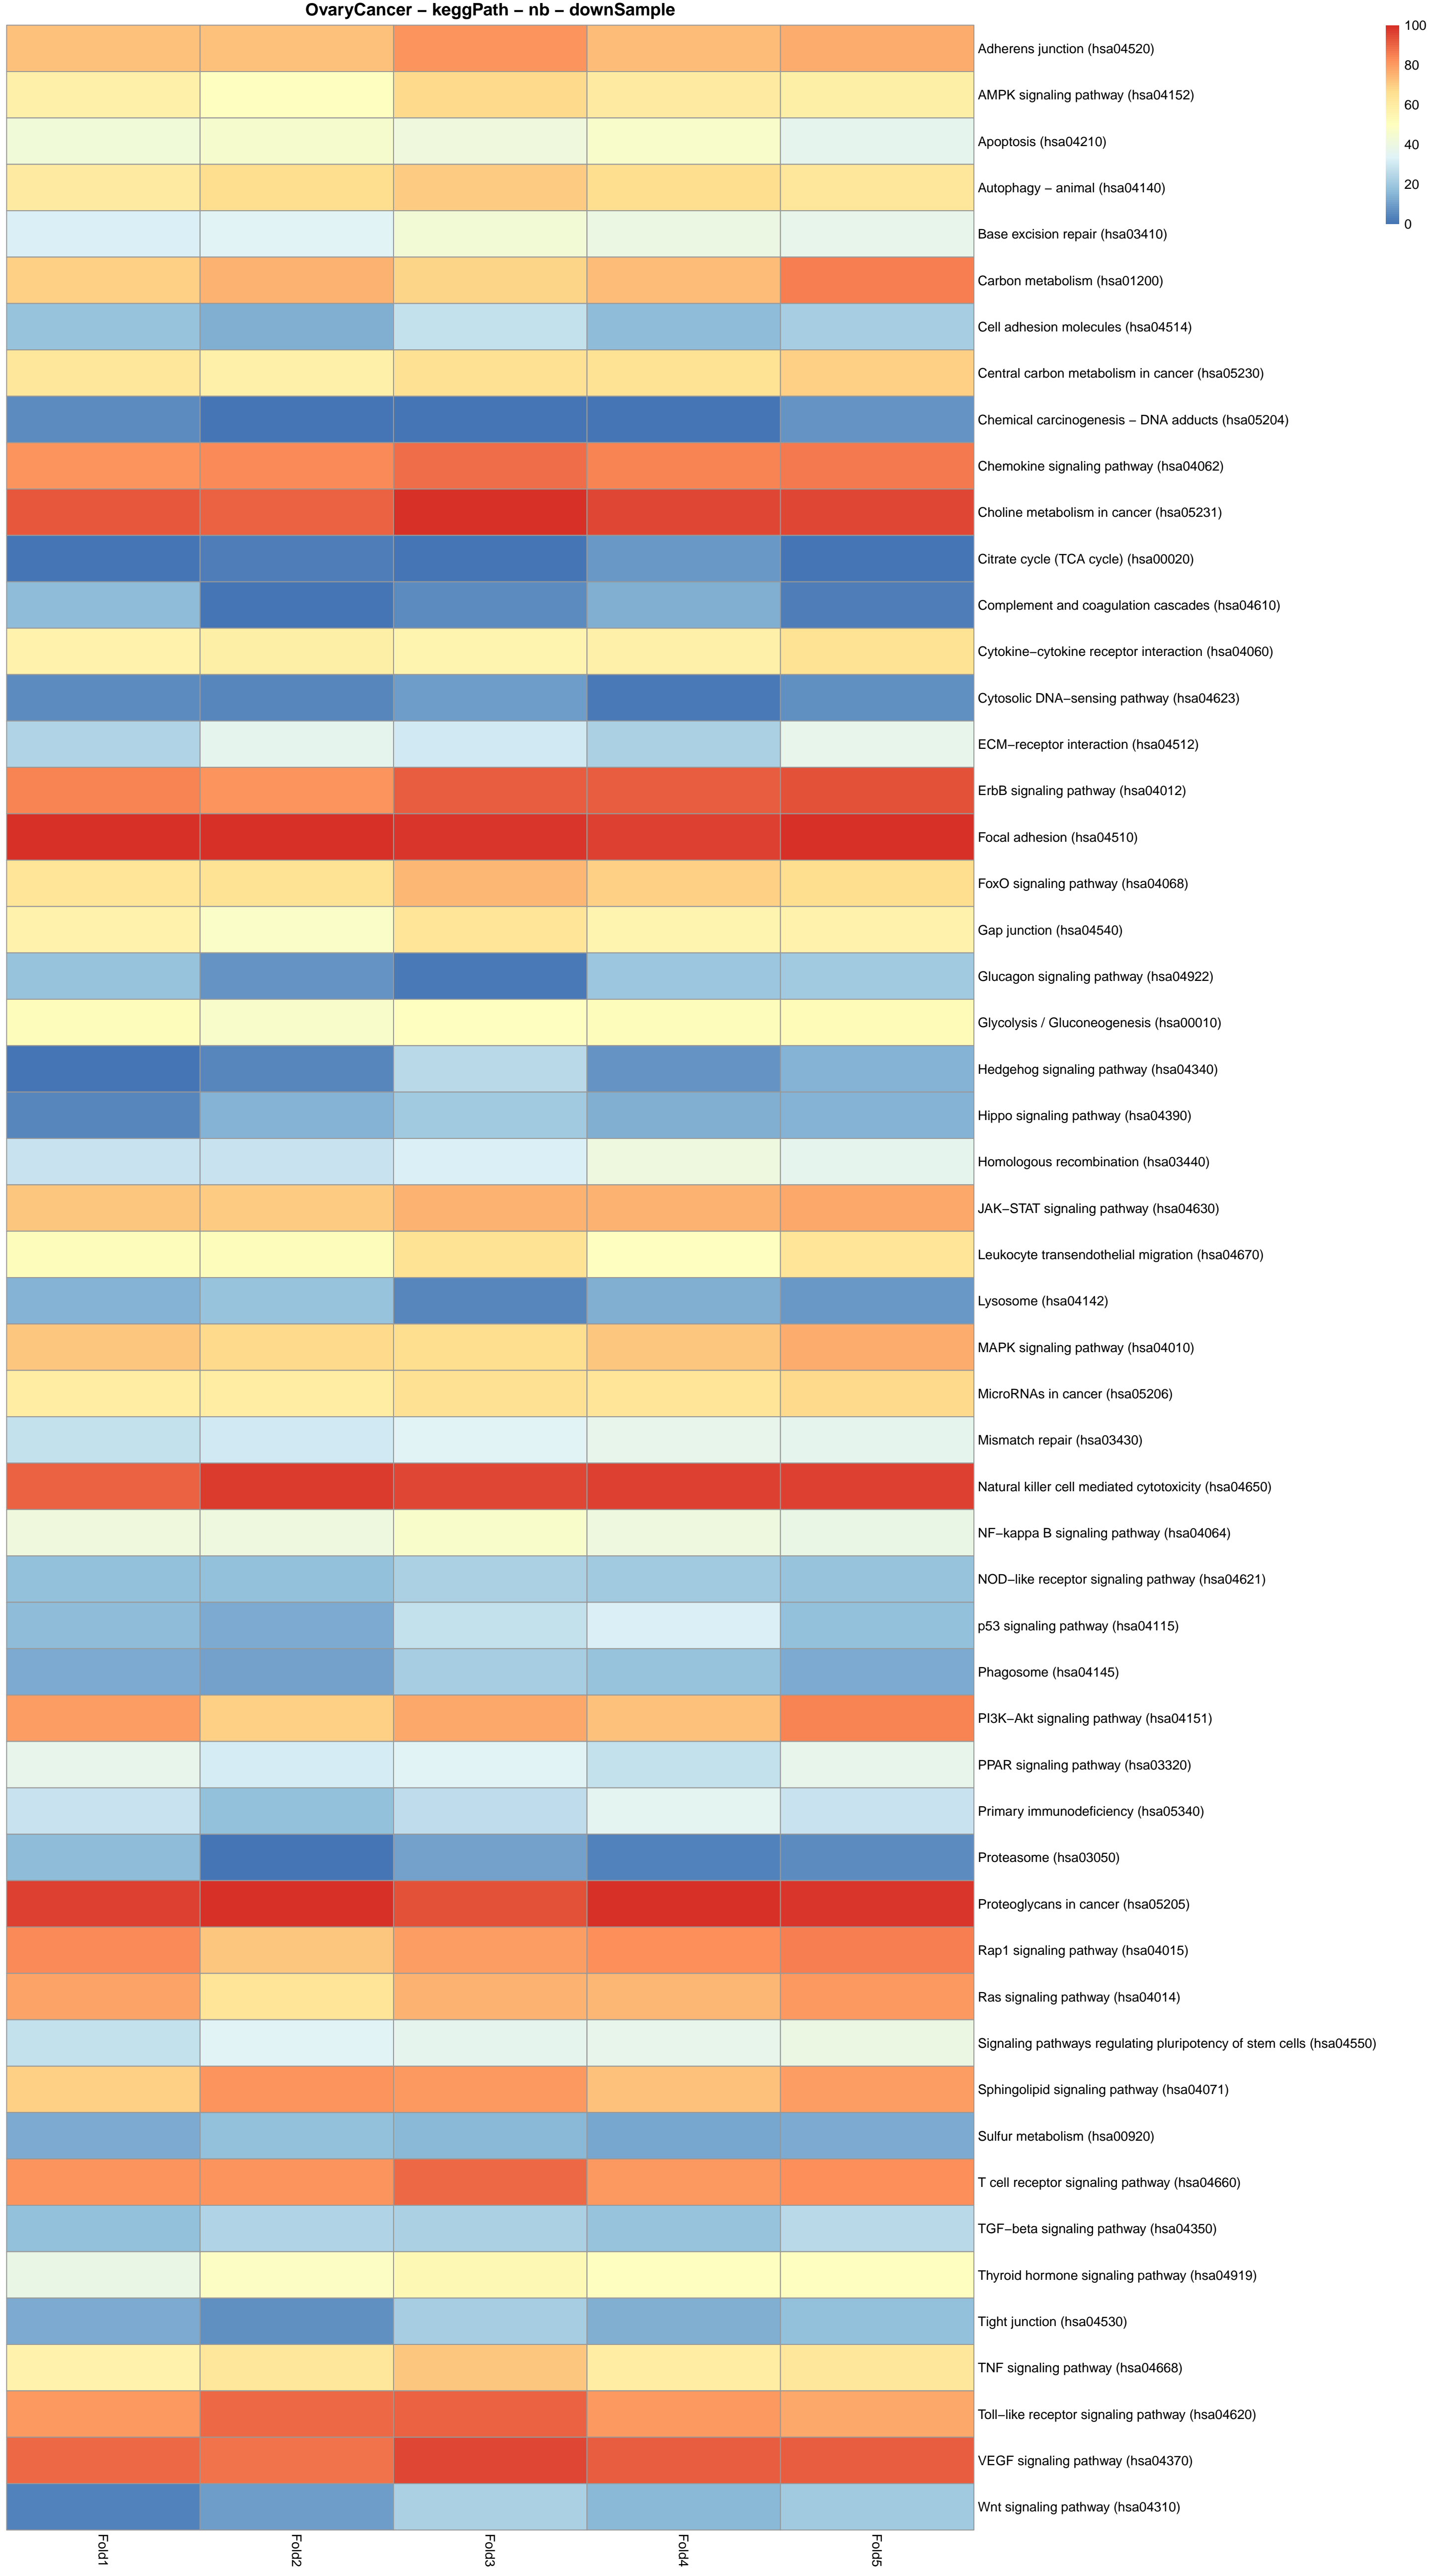 OvaryCancer − keggPath − nb − downSample
100
80
60
40
20
0
Adherens junction (hsa04520)
AMPK signaling pathway (hsa04152)
Apoptosis (hsa04210)
Autophagy − animal (hsa04140)
Base excision repair (hsa03410)
Carbon metabolism (hsa01200)
Cell adhesion molecules (hsa04514)
Central carbon metabolism in cancer (hsa05230)
Chemical carcinogenesis − DNA adducts (hsa05204)
Chemokine signaling pathway (hsa04062)
Choline metabolism in cancer (hsa05231)
Citrate cycle (TCA cycle) (hsa00020)
Complement and coagulation cascades (hsa04610)
Cytokine−cytokine receptor interaction (hsa04060)
Cytosolic DNA−sensing pathway (hsa04623)
ECM−receptor interaction (hsa04512)
ErbB signaling pathway (hsa04012)
Focal adhesion (hsa04510)
FoxO signaling pathway (hsa04068)
Gap junction (hsa04540)
Glucagon signaling pathway (hsa04922)
Glycolysis / Gluconeogenesis (hsa00010)
Hedgehog signaling pathway (hsa04340)
Hippo signaling pathway (hsa04390)
Homologous recombination (hsa03440)
JAK−STAT signaling pathway (hsa04630)
Leukocyte transendothelial migration (hsa04670)
Lysosome (hsa04142)
MAPK signaling pathway (hsa04010)
MicroRNAs in cancer (hsa05206)
Mismatch repair (hsa03430)
Natural killer cell mediated cytotoxicity (hsa04650)
NF−kappa B signaling pathway (hsa04064)
NOD−like receptor signaling pathway (hsa04621)
p53 signaling pathway (hsa04115)
Phagosome (hsa04145)
PI3K−Akt signaling pathway (hsa04151)
PPAR signaling pathway (hsa03320)
Primary immunodeficiency (hsa05340)
Proteasome (hsa03050)
Proteoglycans in cancer (hsa05205)
Rap1 signaling pathway (hsa04015)
Ras signaling pathway (hsa04014)
Signaling pathways regulating pluripotency of stem cells (hsa04550)
Sphingolipid signaling pathway (hsa04071)
Sulfur metabolism (hsa00920)
T cell receptor signaling pathway (hsa04660)
TGF−beta signaling pathway (hsa04350)
Thyroid hormone signaling pathway (hsa04919)
Tight junction (hsa04530)
TNF signaling pathway (hsa04668)
Toll−like receptor signaling pathway (hsa04620)
VEGF signaling pathway (hsa04370)
Wnt signaling pathway (hsa04310)
Fold1
Fold2
Fold3
Fold4
Fold5